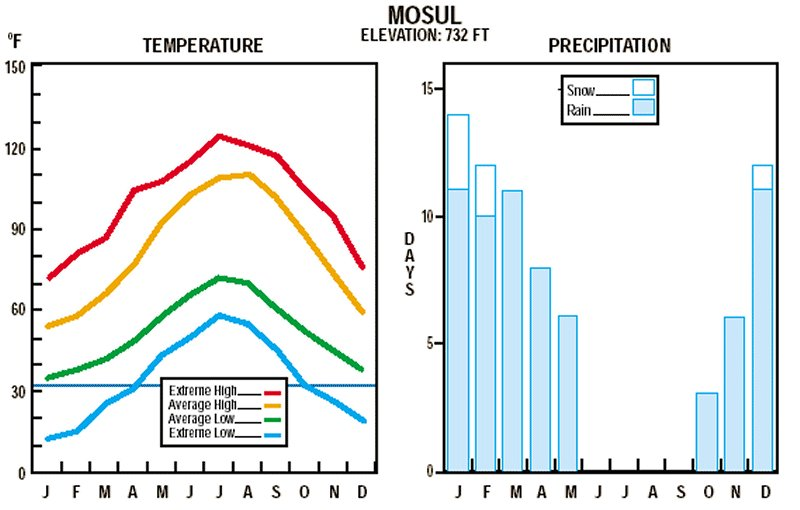 MOSUL
ELEVATION: 732 FT
°F
TEMPERATURE
150
120
90
60
30
0
Extreme High
Average High
Average Low
Extreme Low
J F M A M J J A S O N D
PRECIPITATION
Snow
Rain
15
10
5
0
DAYS
J F M A M J J A S O N D